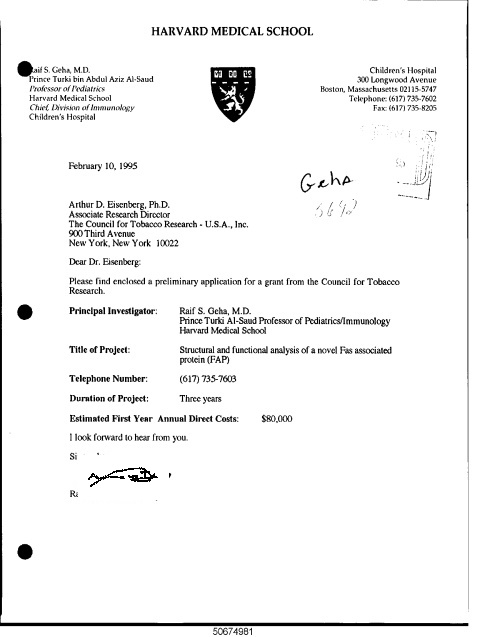 HARVARD MEDICAL SCHOOL
Raif S. Geha, M.D.
Prince Turki bin Abdul Aziz Al-Saud
Professor of Pediatrics
Harvard Medical School
Chief, Division of Immunology
Children's Hospital
Children's Hospital
300 Longwood Avenue
Boston, Massachusetts 02115-5747
Telephone: (617) 735-7602
Fax: (617) 735-8205
February 10, 1995
Geha
5692
Arthur D. Eisenberg, Ph.D.
Associate Research Director
The Council for Tobacco Research - U.S.A., Inc.
900 Third Avenue
New York, New York 10022
Dear Dr. Eisenberg:
Please find enclosed a preliminary application for a grant from the Council for Tobacco
Research.
Principal Investigator: Raif S. Geha, M.D.
Prince Turki Al-Saud Professor of Pediatrics/Immunology
Harvard Medical School
Title of Project: Structural and functional analysis of a novel Fas associated
protein (FAP)
Telephone Number: (617) 735-7603
Duration of Project: Three years
Estimated First Year Annual Direct Costs: $80,000
I look forward to hear from you.
Si
Ra
50674981